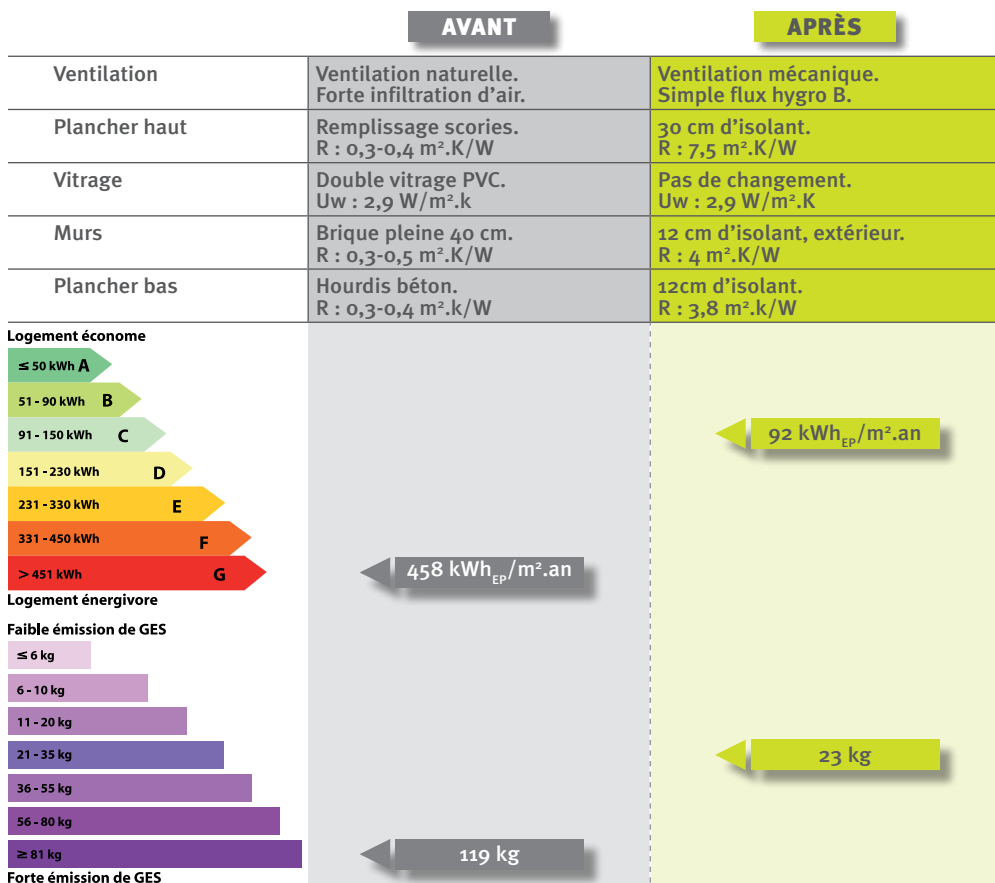 AVANT
APRÈS
Ventilation
Ventilation naturelle.
Forte infiltration d’air.
Ventilation mécanique.
Simple flux hygro B.
Plancher haut
Remplissage scories.
R : 0,3-0,4 m².K/W
30 cm d’isolant.
R : 7,5 m².K/W
Vitrage
Double vitrage PVC.
Uw : 2,9 W/m².k
Pas de changement.
Uw : 2,9 W/m².K
Murs
Brique pleine 40 cm.
R : 0,3-0,5 m².K/W
12 cm d’isolant, extérieur.
R : 4 m².K/W
Plancher bas
Hourdis béton.
R : 0,3-0,4 m².k/W
12cm d’isolant.
R : 3,8 m².k/W
Logement économe
≤ 50 kWh A
51 - 90 kWh B
91 - 150 kWh C
92 kWhEP/m².an
151 - 230 kWh D
231 - 330 kWh E
331 - 450 kWh F
> 451 kWh G
458 kWhEP/m².an
Logement énergivore
Faible émission de GES
≤ 6 kg
6 - 10 kg
11 - 20 kg
21 - 35 kg
23 kg
36 - 55 kg
56 - 80 kg
≥ 81 kg
119 kg
Forte émission de GES